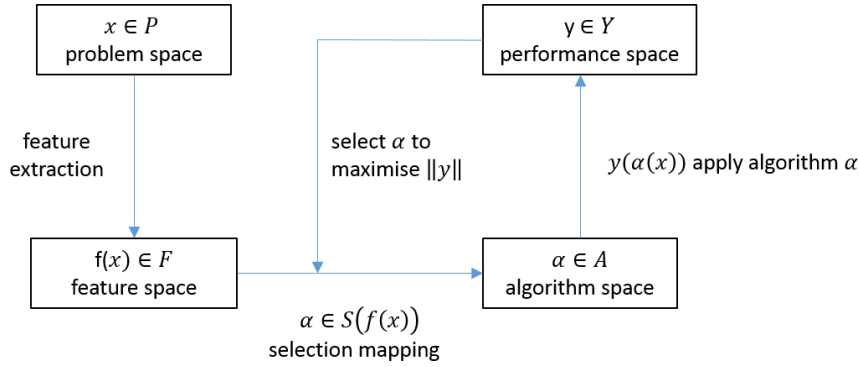 x ∈ P
problem space
y ∈ Y
performance space
feature
extraction
select α to
maximise ‖y‖
y(α(x)) apply algorithm α
f(x) ∈ F
feature space
α ∈ A
algorithm space
α ∈ S(f(x))
selection mapping